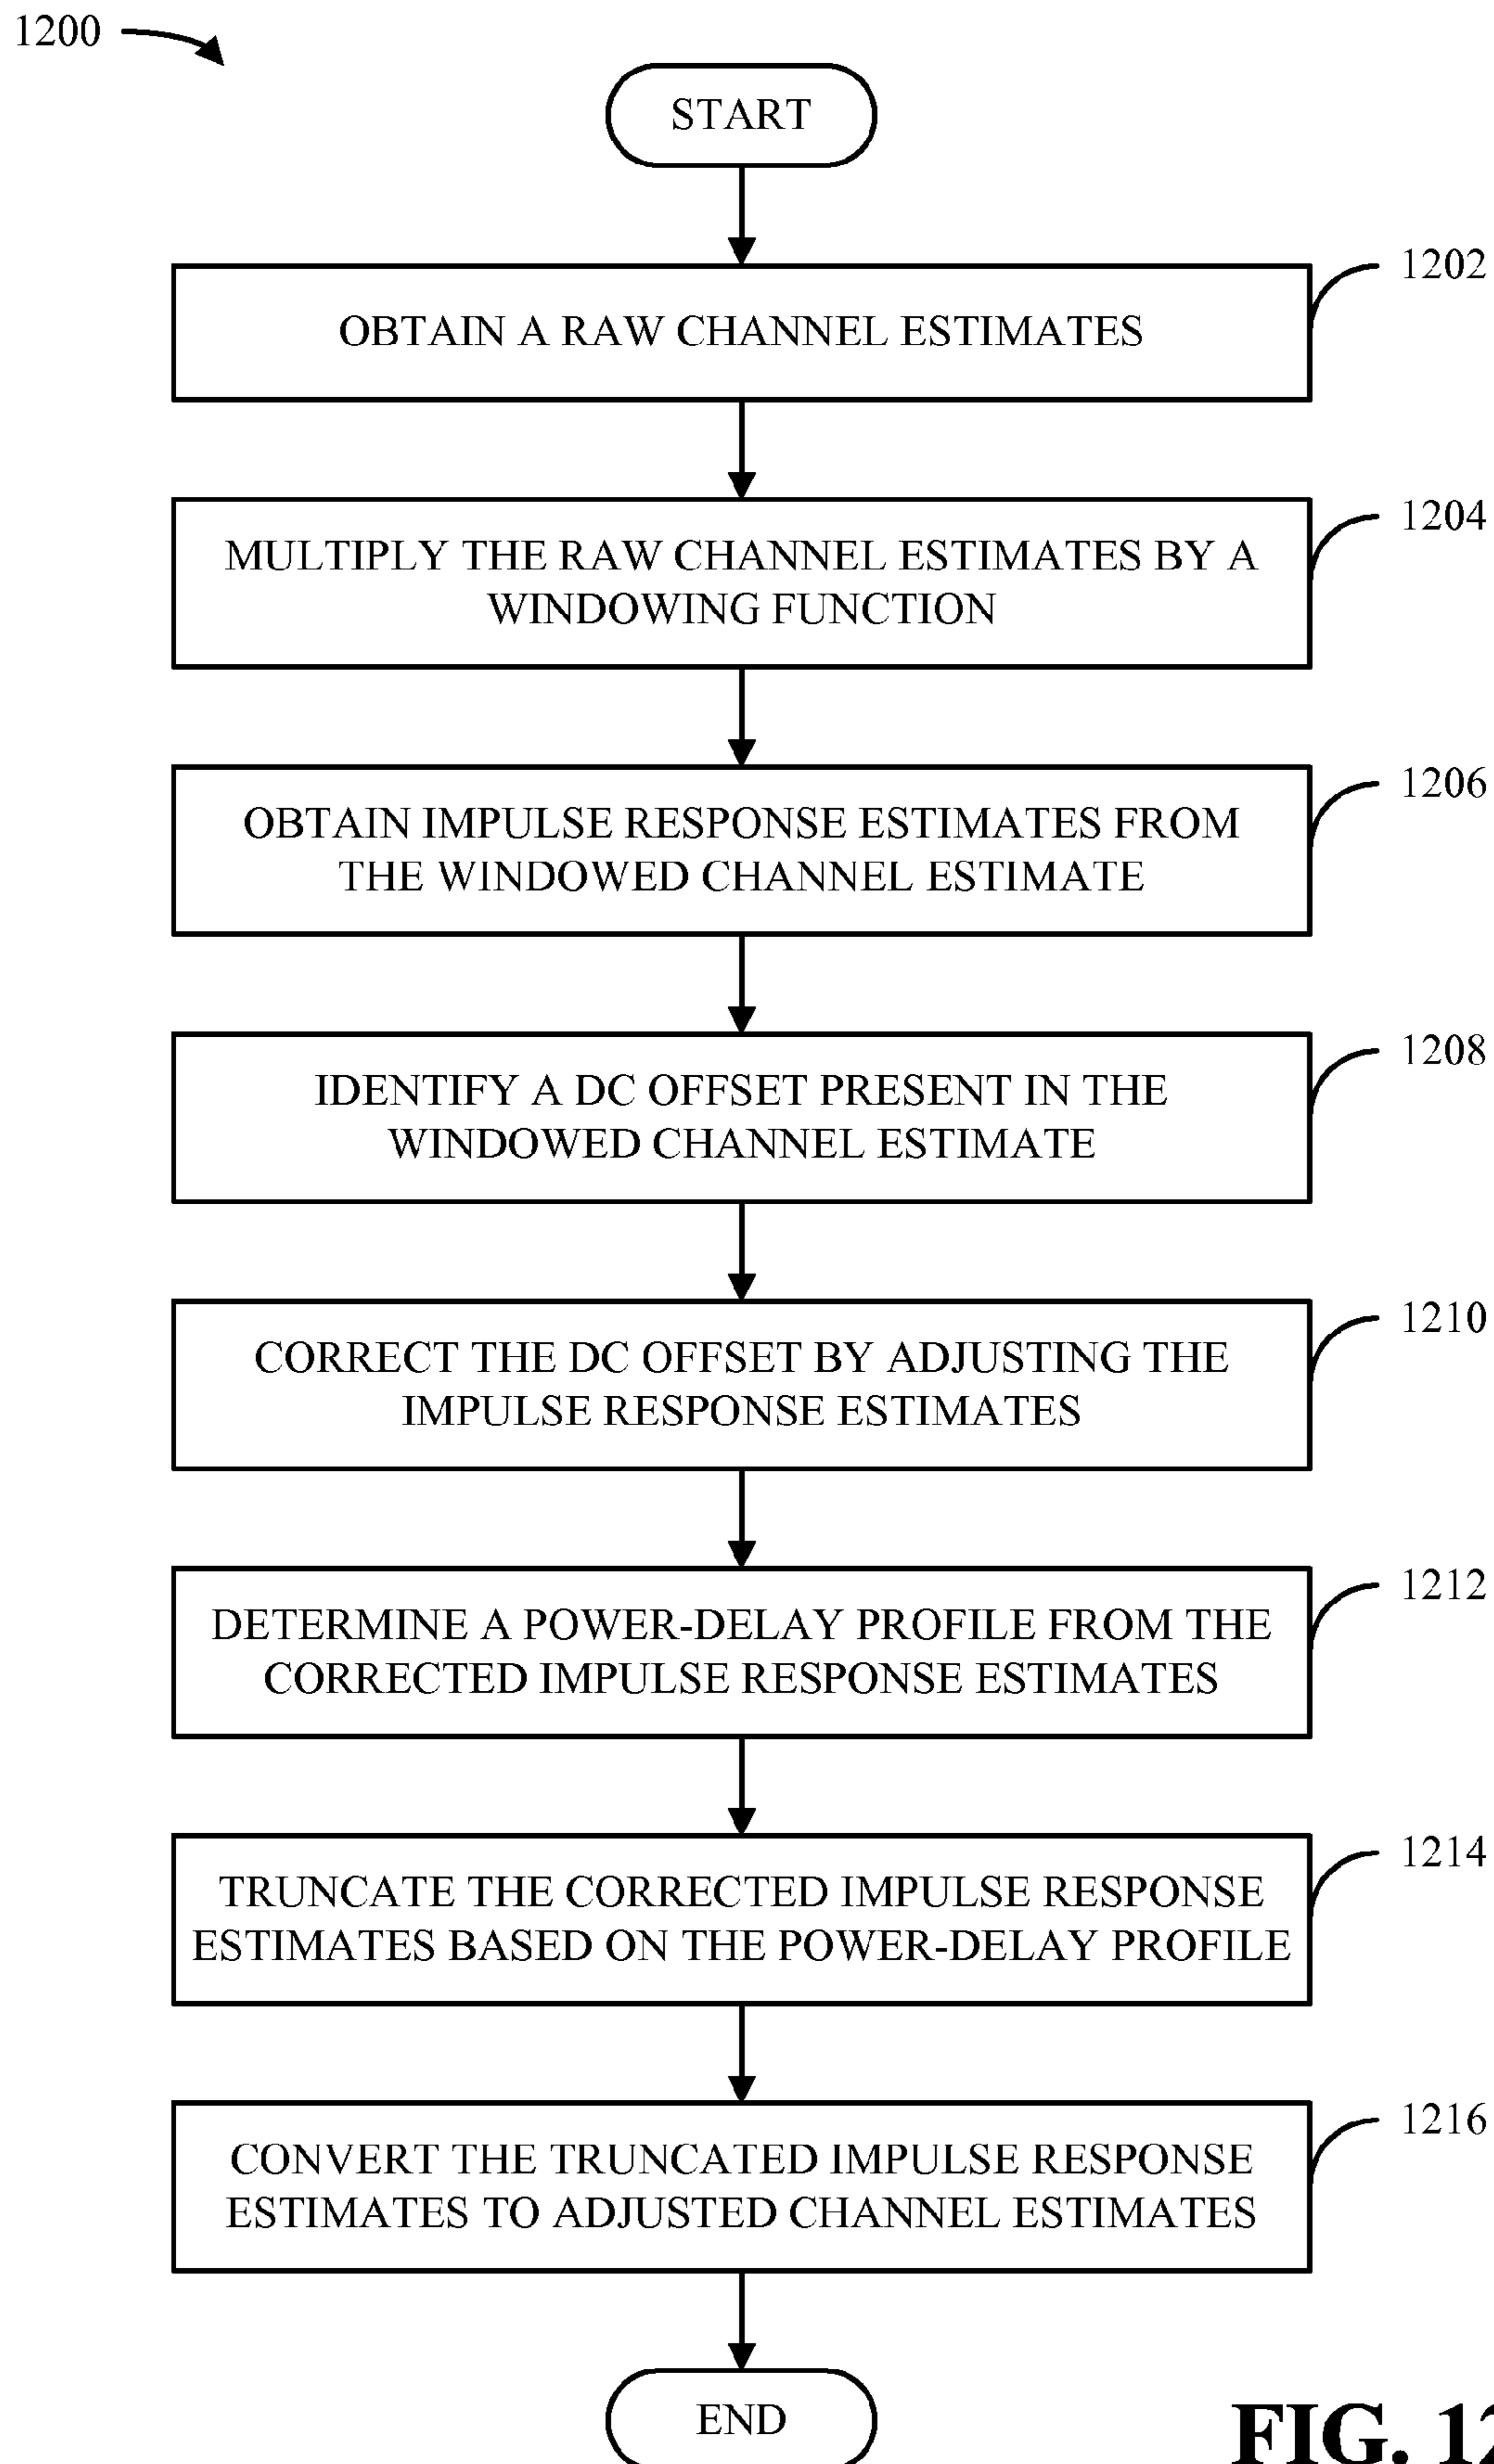 1200
START
OBTAIN A RAW CHANNEL ESTIMATES
1202
MULTIPLY THE RAW CHANNEL ESTIMATES BY A
WINDOWING FUNCTION
1204
OBTAIN IMPULSE RESPONSE ESTIMATES FROM
THE WINDOWED CHANNEL ESTIMATE
1206
IDENTIFY A DC OFFSET PRESENT IN THE
WINDOWED CHANNEL ESTIMATE
1208
CORRECT THE DC OFFSET BY ADJUSTING THE
IMPULSE RESPONSE ESTIMATES
1210
DETERMINE A POWER-DELAY PROFILE FROM THE
CORRECTED IMPULSE RESPONSE ESTIMATES
1212
TRUNCATE THE CORRECTED IMPULSE RESPONSE
ESTIMATES BASED ON THE POWER-DELAY PROFILE
1214
CONVERT THE TRUNCATED IMPULSE RESPONSE
ESTIMATES TO ADJUSTED CHANNEL ESTIMATES
1216
END
FIG. 12